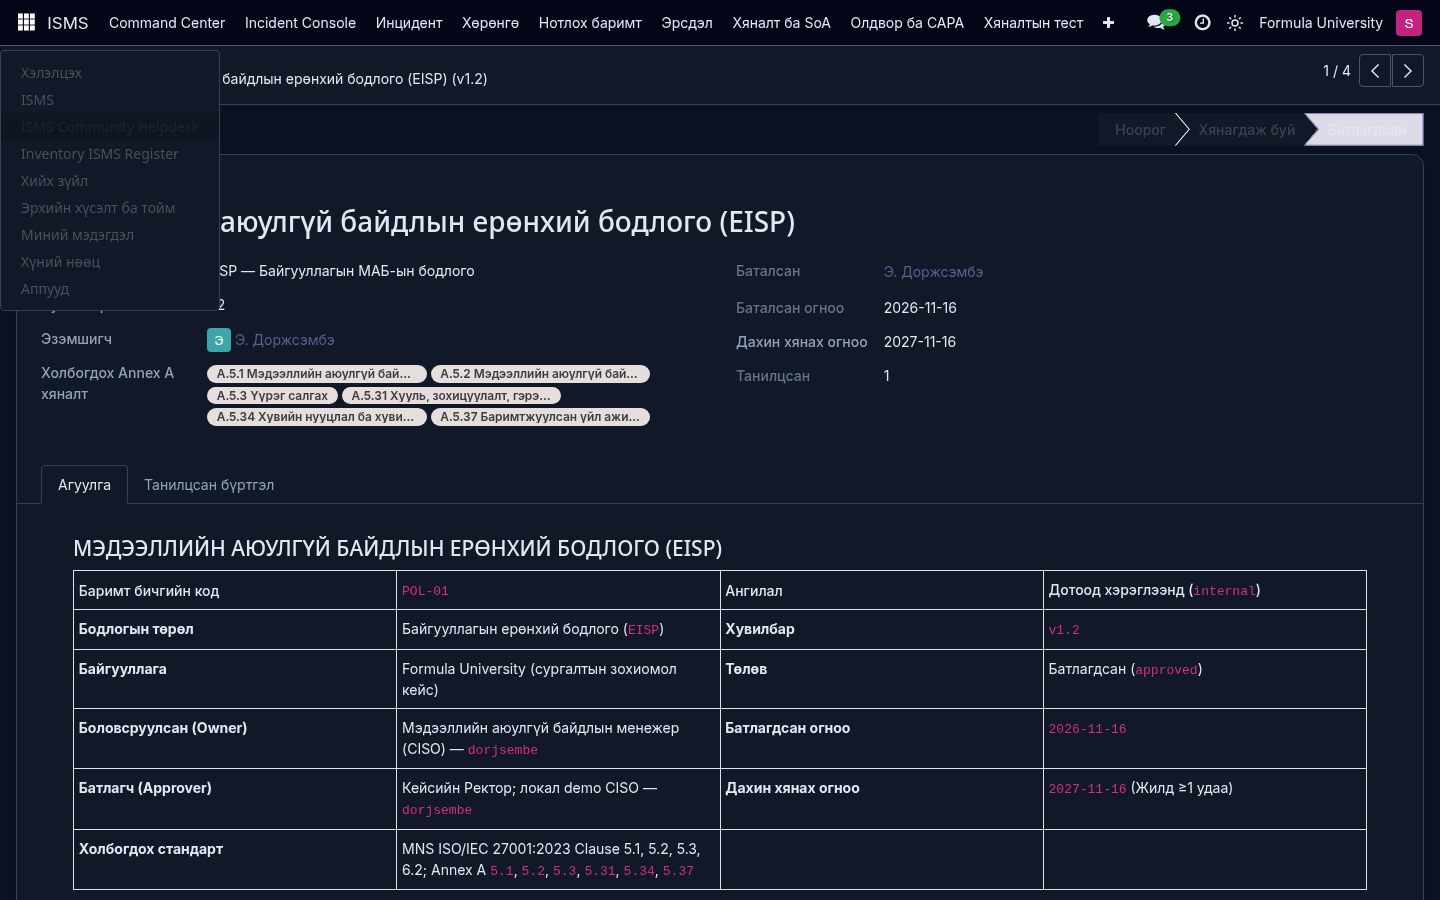 ISMS Command Center Incident Console Инцидент Хөрөнгө Нотлох баримт Эрсдэл Хяналт ба SoA Олдвор ба CAPA Хяналтын тест 3 Formula University S
байдлын ерөнхий бодлого (EISP) (v1.2) 1 / 4
Хэлэлцэх
ISMS
ISMS Community Helpdesk
Inventory ISMS Register
Хийх зүйл
Эрхийн хүсэлт ба тойм
Миний мэдэгдэл
Хүний нөөц
Аппууд
Ноорог Хянагдаж буй Батлагдсан
аюулгүй байдлын ерөнхий бодлого (EISP)
SP — Байгууллагын МАБ-ын бодлого
2
Эзэмшигч Э Э. Доржсэмбэ
Холбогдох Annex A хяналт
A.5.1 Мэдээллийн аюулгүй бай... A.5.2 Мэдээллийн аюулгүй бай...
A.5.3 Үүрэг салгах A.5.31 Хууль, зохицуулалт, гэрэ...
A.5.34 Хувийн нууцлал ба хуви... A.5.37 Баримтжуулсан үйл ажи...
Баталсан Э. Доржсэмбэ
Баталсан огноо 2026-11-16
Дахин хянах огноо 2027-11-16
Танилцсан 1
Агуулга Танилцсан бүртгэл
МЭДЭЭЛЛИЙН АЮУЛГҮЙ БАЙДЛЫН ЕРӨНХИЙ БОДЛОГО (EISP)
Баримт бичгийн код POL-01 Ангилал Дотоод хэрэглээнд (internal)
Бодлогын төрөл Байгууллагын ерөнхий бодлого (EISP) Хувилбар v1.2
Байгууллага Formula University (сургалтын зохиомол кейс) Төлөв Батлагдсан (approved)
Боловсруулсан (Owner) Мэдээллийн аюулгүй байдлын менежер (CISO) — dorjsembe Батлагдсан огноо 2026-11-16
Батлагч (Approver) Кейсийн Ректор; локал demo CISO — dorjsembe Дахин хянах огноо 2027-11-16 (Жилд ≥1 удаа)
Холбогдох стандарт MNS ISO/IEC 27001:2023 Clause 5.1, 5.2, 5.3, 6.2; Annex A 5.1, 5.2, 5.3, 5.31, 5.34, 5.37